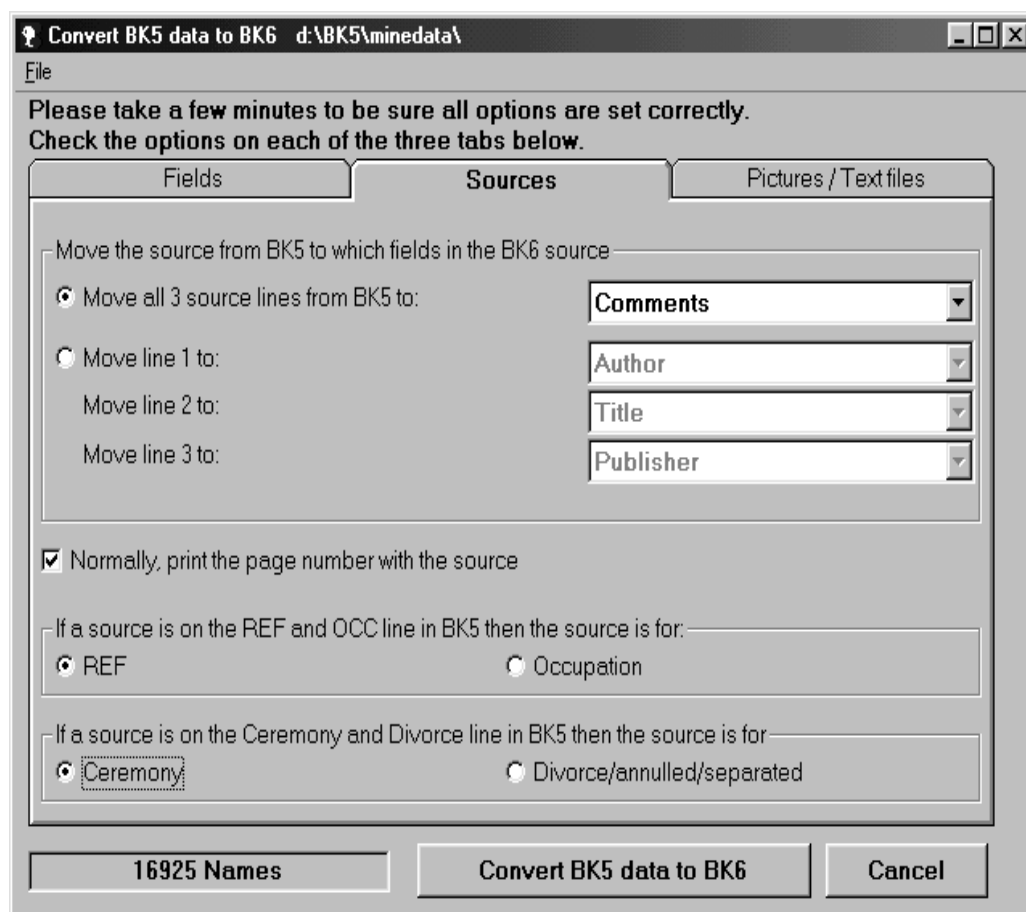 Convert BK5 data to BK6 d:\BK5\minedata\
File
Please take a few minutes to be sure all options are set correctly.
Check the options on each of the three tabs below.
Fields Sources Pictures / Text files
Move the source from BK5 to which fields in the BK6 source
Move all 3 source lines from BK5 to: Comments
Move line 1 to: Author
Move line 2 to: Title
Move line 3 to: Publisher
Normally, print the page number with the source
If a source is on the REF and OCC line in BK5 then the source is for:
REF Occupation
If a source is on the Ceremony and Divorce line in BK5 then the source is for
Ceremony Divorce/annulled/separated
16925 Names Convert BK5 data to BK6 Cancel